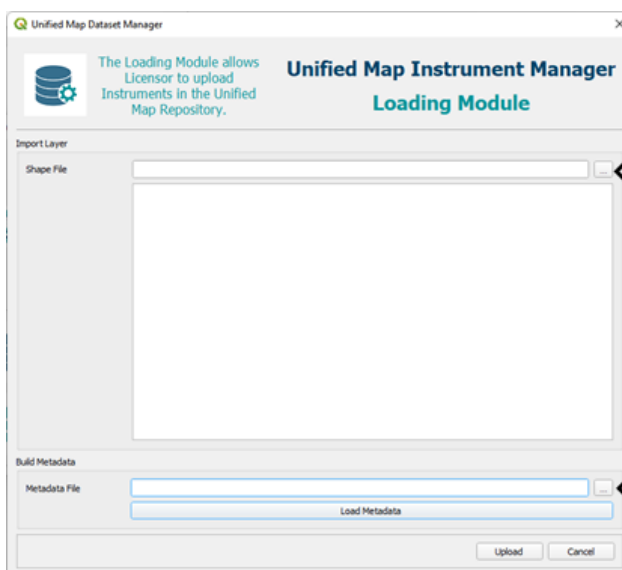 Unified Map Dataset Manager
The Loading Module allows
Licensor to upload
Instruments in the Unified
Map Repository.
Unified Map Instrument Manager
Loading Module
Import Layer
Shape File
...
Build Metadata
Metadata File
...
Load Metadata
Upload Cancel